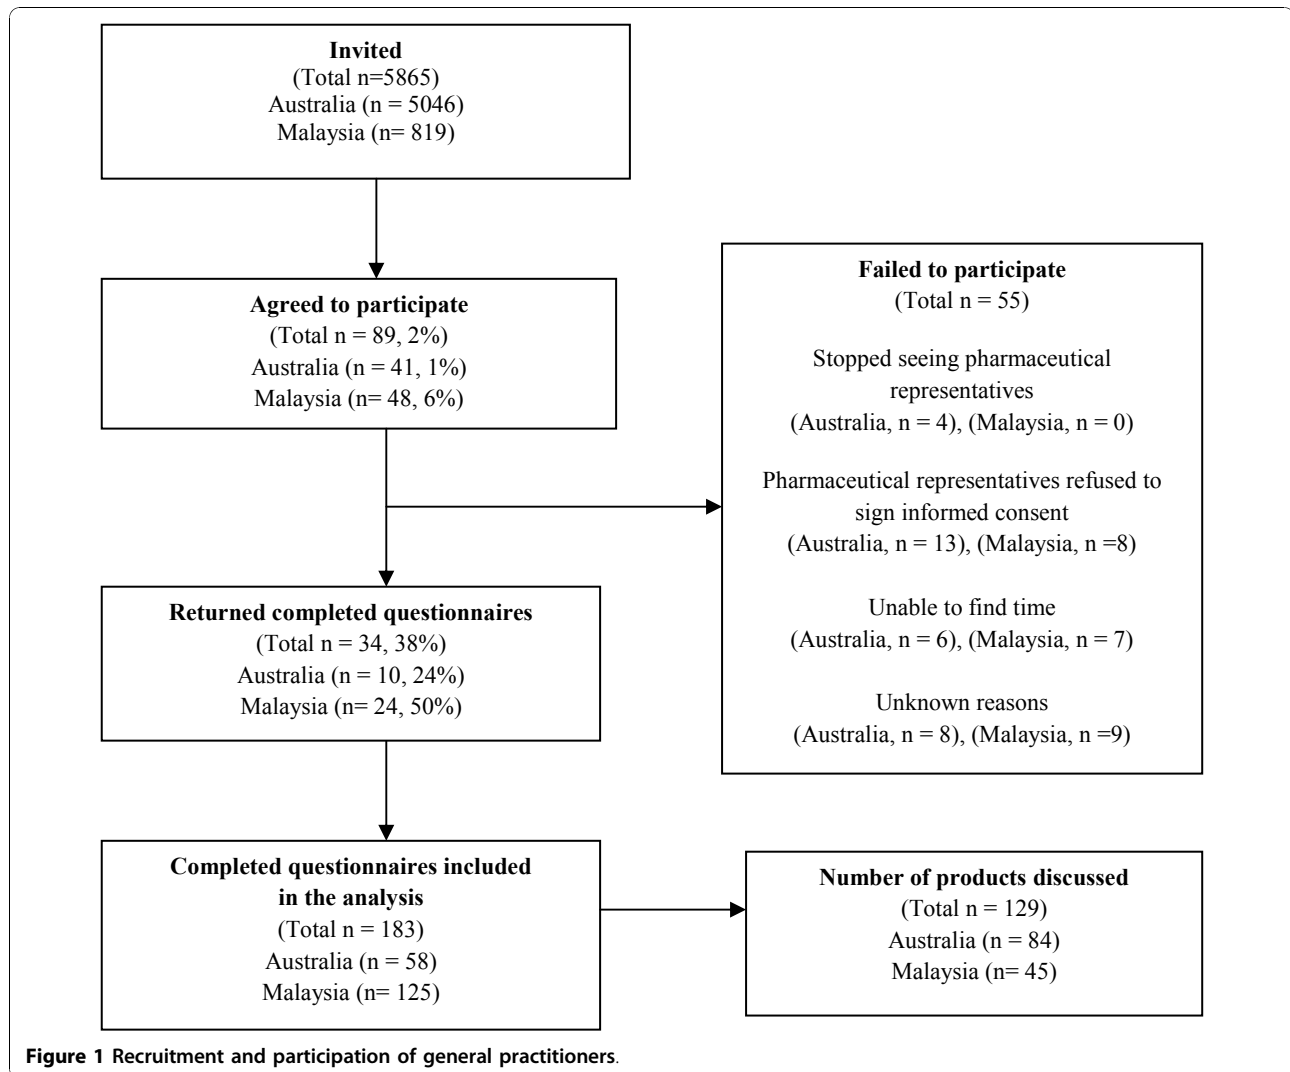 Invited
(Total n=5865)
Australia (n = 5046)
Malaysia (n= 819)
Agreed to participate
(Total n = 89, 2%)
Australia (n = 41, 1%)
Malaysia (n= 48, 6%)
Failed to participate
(Total n = 55)
Stopped seeing pharmaceutical
representatives
(Australia, n = 4), (Malaysia, n = 0)
Pharmaceutical representatives refused to
sign informed consent
(Australia, n = 13), (Malaysia, n =8)
Unable to find time
(Australia, n = 6), (Malaysia, n = 7)
Unknown reasons
(Australia, n = 8), (Malaysia, n =9)
Returned completed questionnaires
(Total n = 34, 38%)
Australia (n = 10, 24%)
Malaysia (n= 24, 50%)
Completed questionnaires included
in the analysis
(Total n = 183)
Australia (n = 58)
Malaysia (n= 125)
Number of products discussed
(Total n = 129)
Australia (n = 84)
Malaysia (n= 45)
Figure 1 Recruitment and participation of general practitioners.